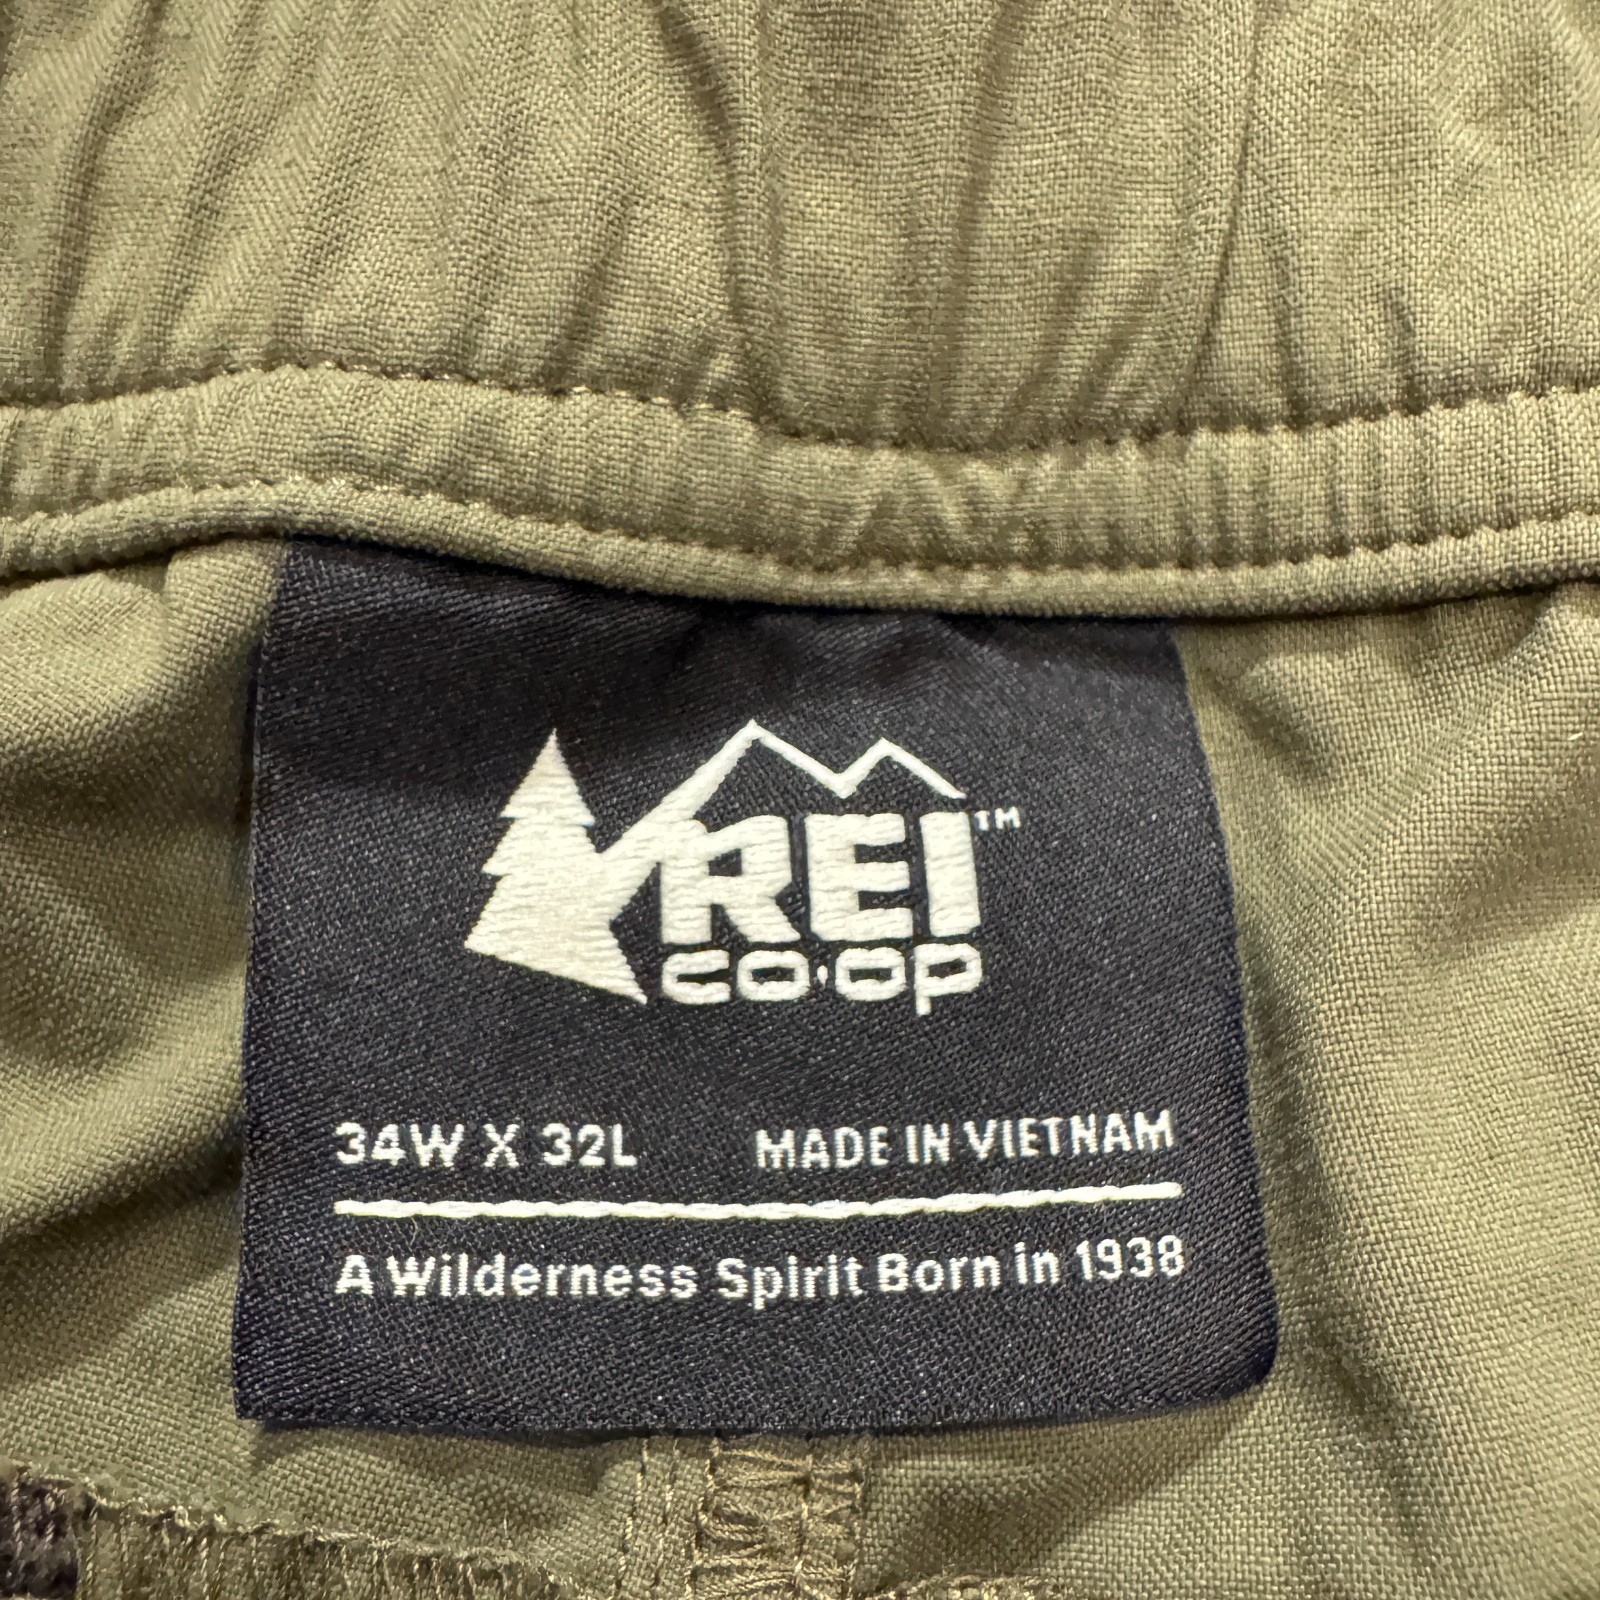 REI™
co·op
34W X 32L MADE IN VIETNAM
A Wilderness Spirit Born in 1938